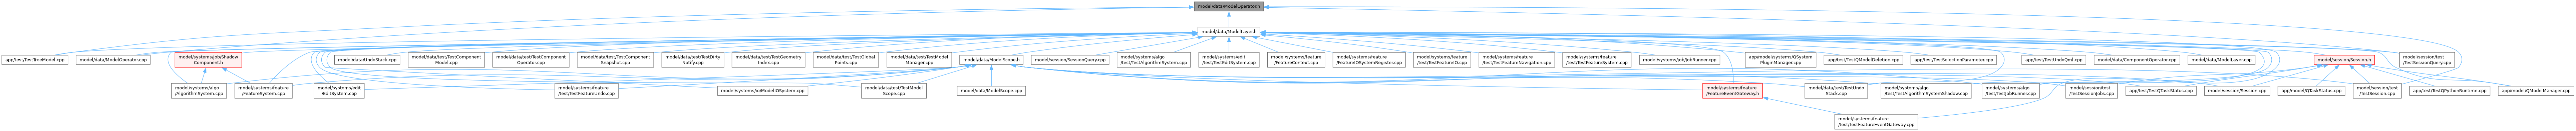 model/data/ModelOperator.h
model/data/ModelLayer.h
app/test/TestTreeModel.cpp
model/data/ModelOperator.cpp
model/systems/job/Shadow
Component.h
model/data/UndoStack.cpp
model/data/test/TestComponent
Model.cpp
model/data/test/TestComponent
Operator.cpp
model/data/test/TestComponent
Snapshot.cpp
model/data/test/TestDirty
Notify.cpp
model/data/test/TestGeometry
Index.cpp
model/data/test/TestGlobal
Points.cpp
model/data/test/TestModel
Manager.cpp
model/data/ModelScope.h
model/session/SessionQuery.cpp
model/systems/algo
/test/TestAlgorithmSystem.cpp
model/systems/edit
/test/TestEditSystem.cpp
model/systems/feature
/FeatureContext.cpp
model/systems/feature
/FeatureIOSystemRegister.cpp
model/systems/feature
/test/TestFeatureIO.cpp
model/systems/feature
/test/TestFeatureNavigation.cpp
model/systems/feature
/test/TestFeatureSystem.cpp
model/systems/job/JobRunner.cpp
app/model/systems/QSystem
PluginManager.cpp
app/test/TestQModelDeletion.cpp
app/test/TestSelectionParameter.cpp
app/test/TestUndoQml.cpp
model/data/ComponentOperator.cpp
model/data/ModelLayer.cpp
model/session/Session.h
model/session/test
/TestSessionQuery.cpp
model/systems/algo
/AlgorithmSystem.cpp
model/systems/feature
/FeatureSystem.cpp
model/systems/edit
/EditSystem.cpp
model/systems/feature
/test/TestFeatureUndo.cpp
model/systems/io/ModelIOSystem.cpp
model/data/test/TestModel
Scope.cpp
model/data/ModelScope.cpp
model/systems/feature
/FeatureEventGateway.h
model/data/test/TestUndo
Stack.cpp
model/systems/algo
/test/TestAlgorithmSystemShadow.cpp
model/systems/algo
/test/TestJobRunner.cpp
model/session/test
/TestSessionJobs.cpp
app/test/TestQTaskStatus.cpp
model/session/Session.cpp
app/model/QTaskStatus.cpp
model/session/test
/TestSession.cpp
app/test/TestQPythonRuntime.cpp
app/model/QModelManager.cpp
model/systems/feature
/test/TestFeatureEventGateway.cpp